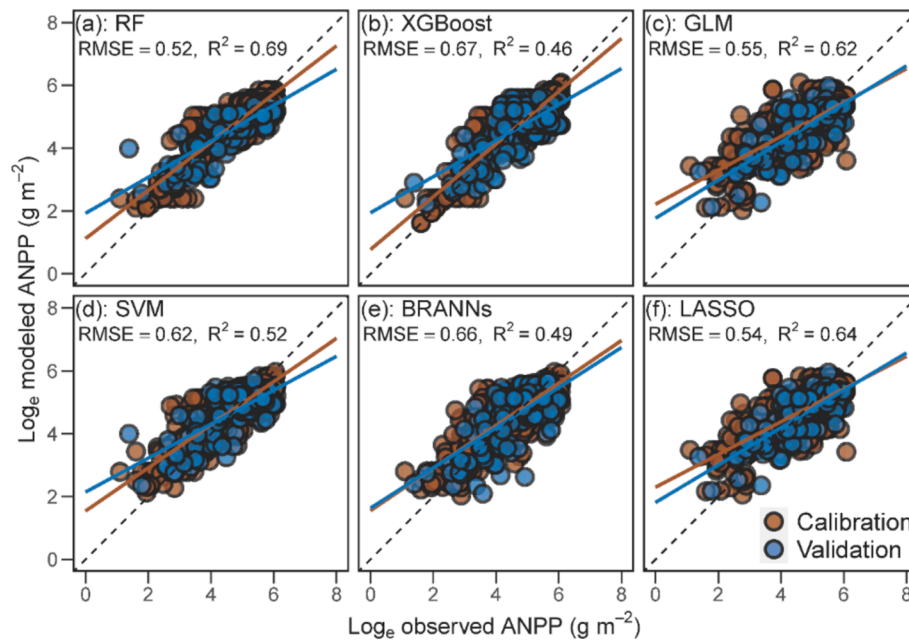 (a): RF
RMSE = 0.52, R² = 0.69
(b): XGBoost
RMSE = 0.67, R² = 0.46
(c): GLM
RMSE = 0.55, R² = 0.62
8
6
4
2
0
(d): SVM
RMSE = 0.62, R² = 0.52
(e): BRANNs
RMSE = 0.66, R² = 0.49
(f): LASSO
RMSE = 0.54, R² = 0.64
8
6
4
2
0
Logₑ modeled ANPP (g m⁻²)
Calibration
Validation
0 2 4 6 8
0 2 4 6 8
0 2 4 6 8
Logₑ observed ANPP (g m⁻²)